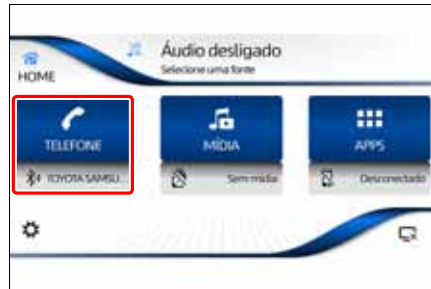 Áudio desligado
Selecione uma fonte
HOME
TELEFONE
MÍDIA
APPS
TOYOTA SAMSU...
Sem mídia
Desconectado